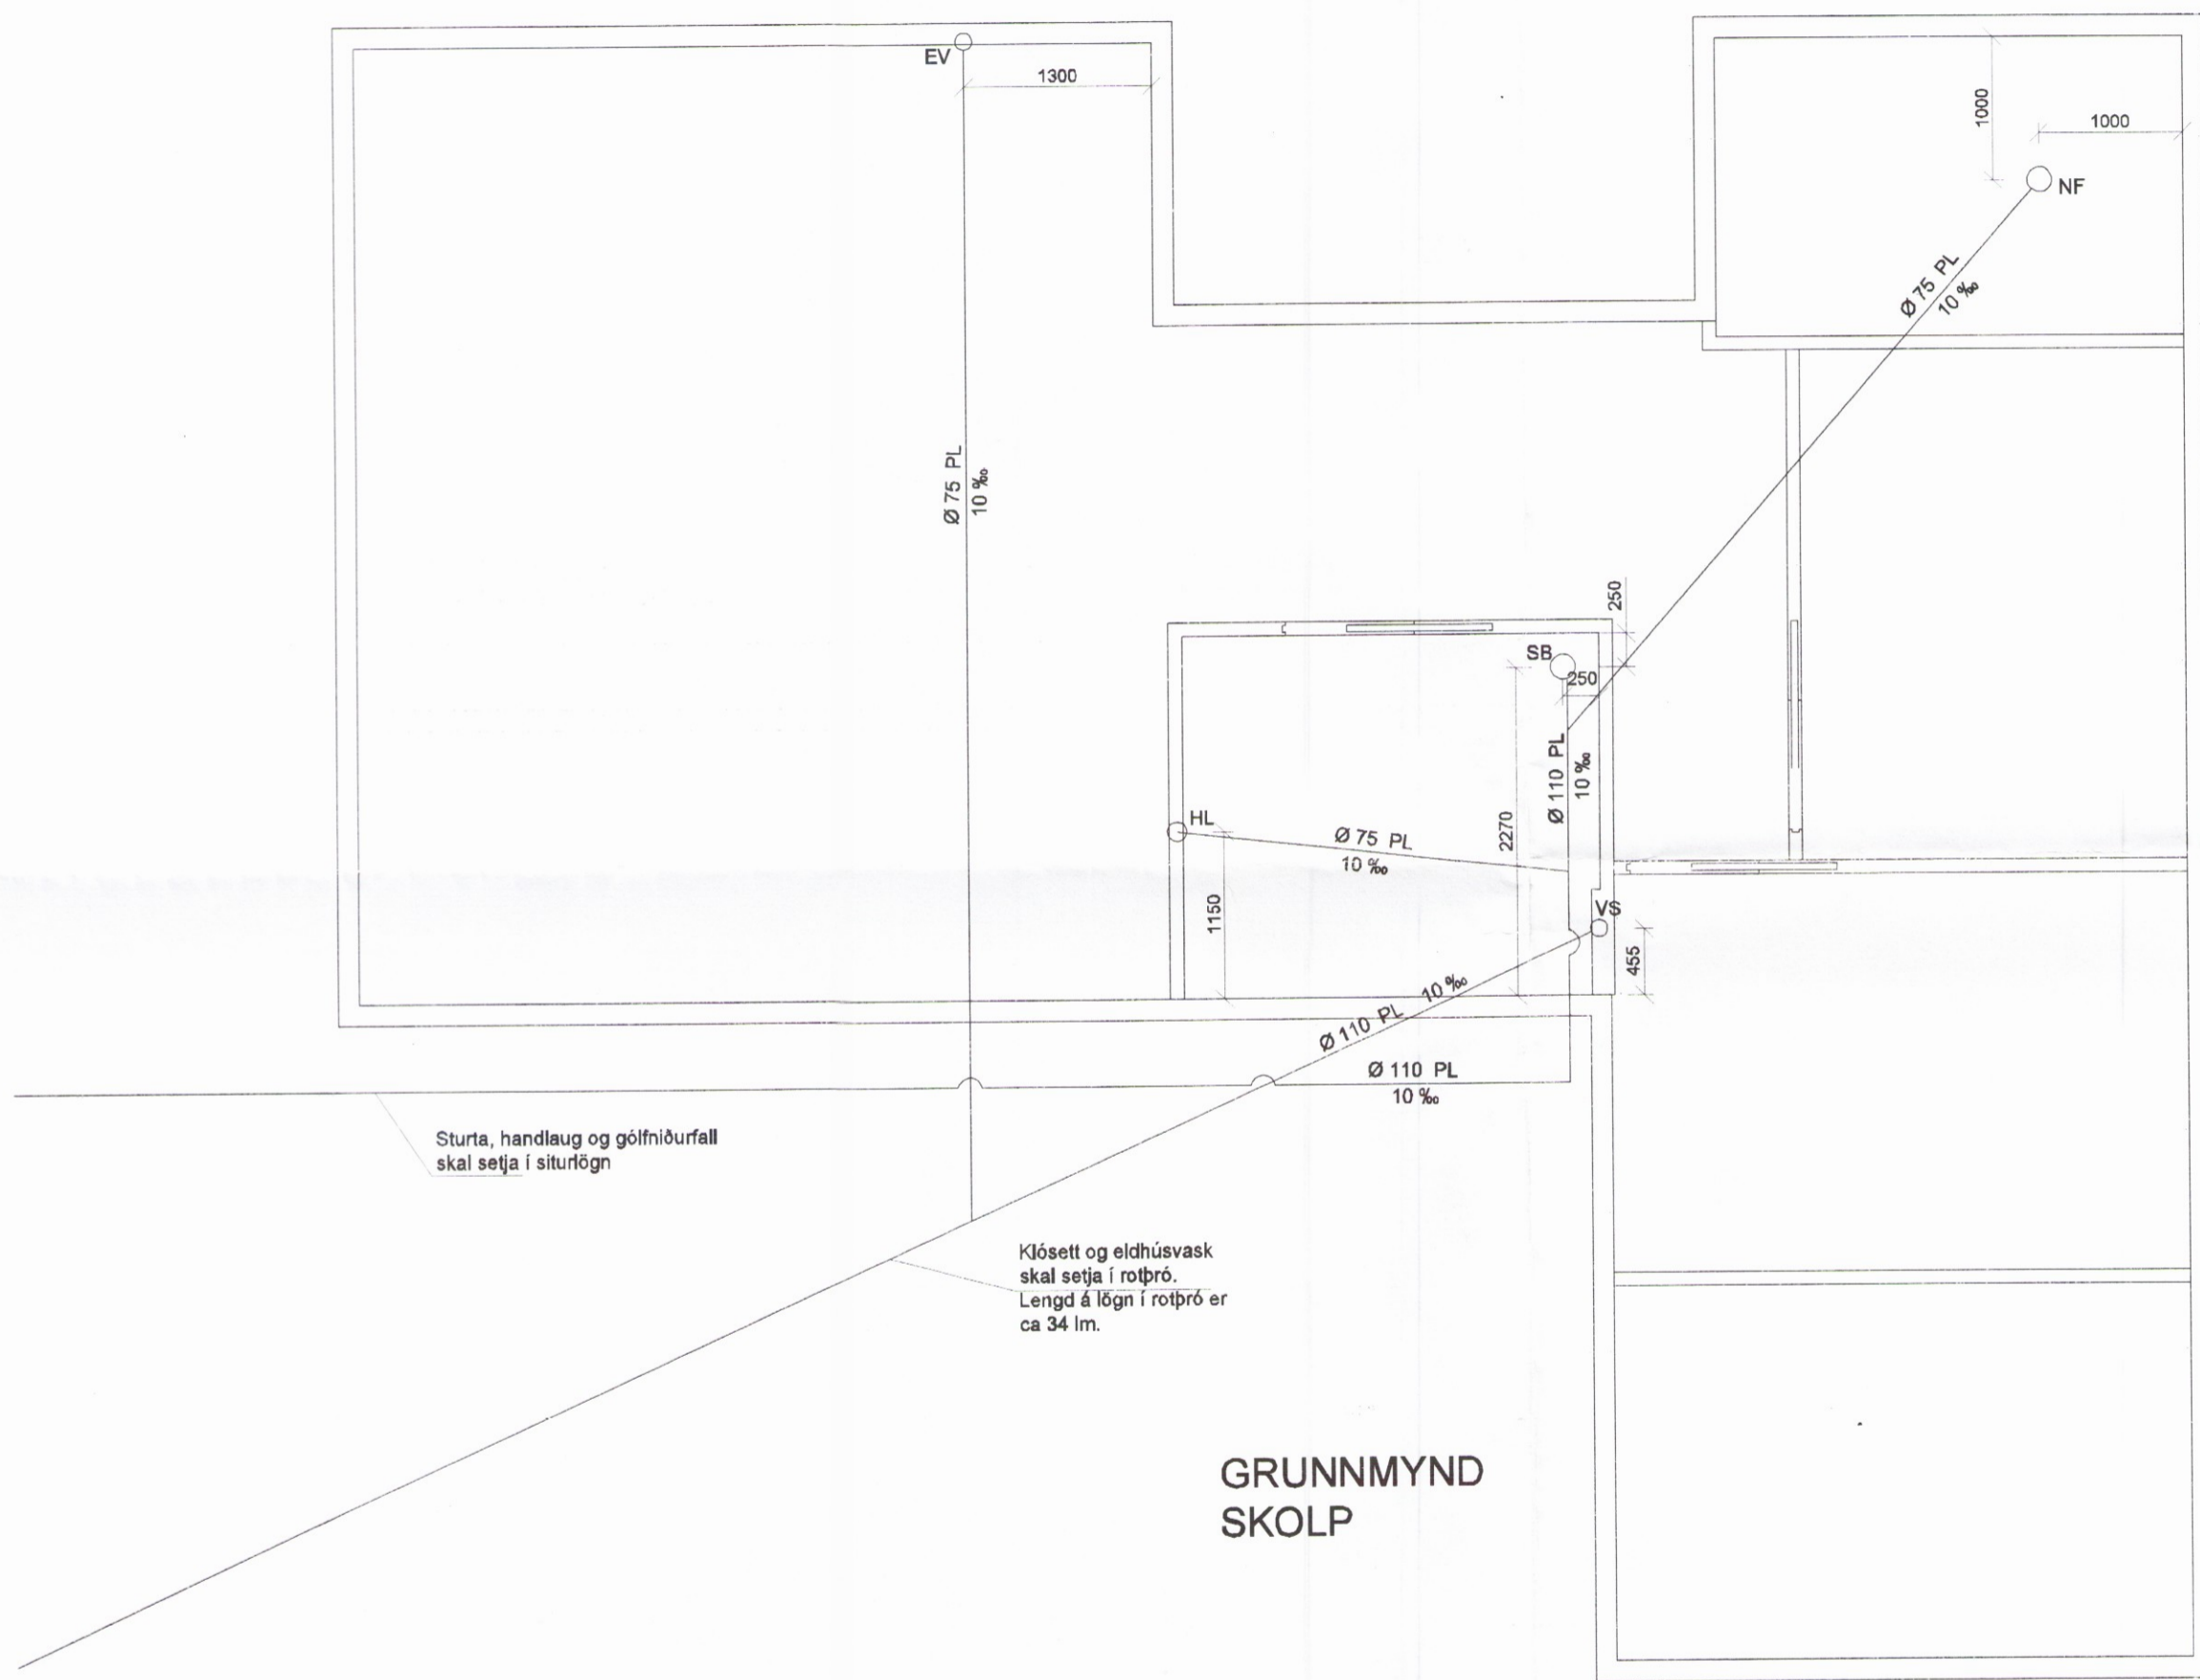 EV
1300
1000
1000
NF
Ø 75 PL
10 ‰
Ø 75 PL
10 ‰
250
SB
250
Ø 110 PL
10 ‰
2270
HL
Ø 75 PL
10 ‰
1150
VS
455
Ø 110 PL 10 ‰
Ø 110 PL
10 ‰
Sturta, handlaug og gólfniðurfall
skal setja í siturlögn
Klósett og eldhúsvask
skal setja í rotþró.
Lengd á lögn í rotþró er
ca 34 lm.
GRUNNMYND
SKOLP